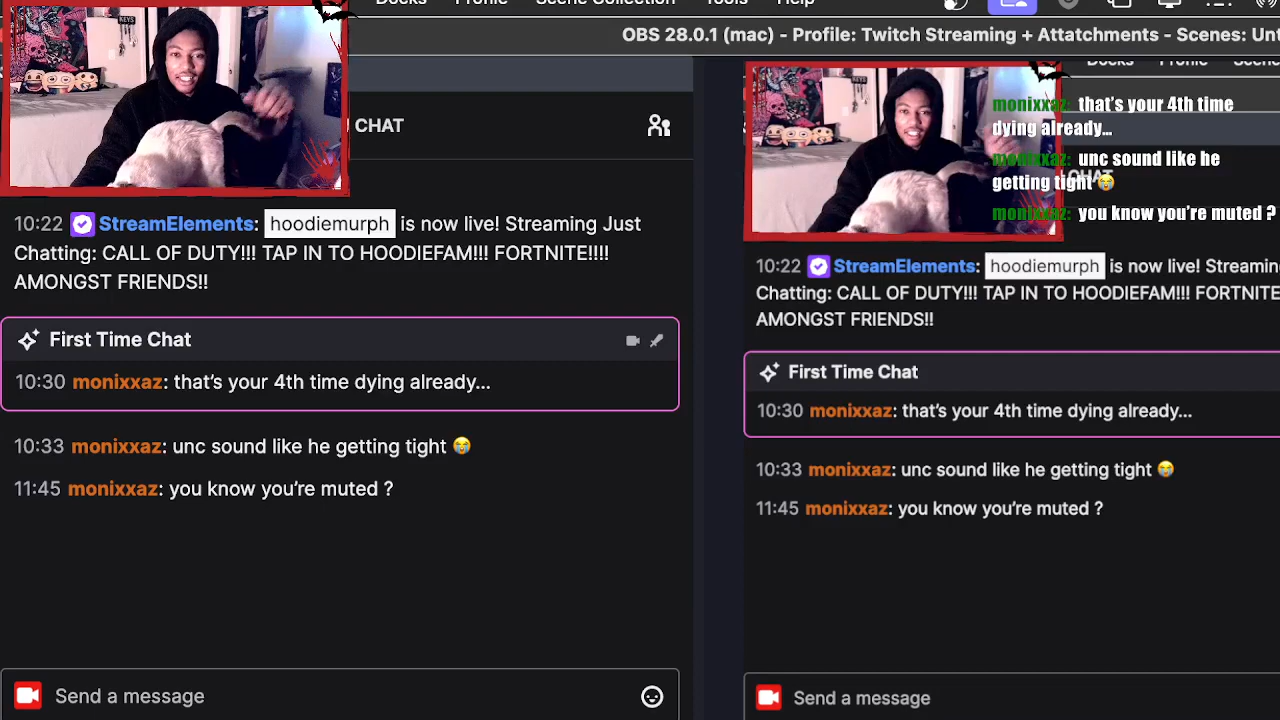 Docks Profile Scene Collection Tools Help
OBS 28.0.1 (mac) - Profile: Twitch Streaming + Attatchments - Scenes:
KEYS
CHAT
10:22 StreamElements: hoodiemurph is now live! Streaming Just
Chatting: CALL OF DUTY!!! TAP IN TO HOODIEFAM!!! FORTNITE!!!!
AMONGST FRIENDS!!
First Time Chat
10:30 monixxaz: that's your 4th time dying already...
10:33 monixxaz: unc sound like he getting tight 😭
11:45 monixxaz: you know you're muted ?
Send a message
Docks Profile
KEYS
monixxaz: that's your 4th time
dying already...
monixxaz: unc sound like he
getting tight 😭
CHAT
monixxaz: you know you're muted ?
10:22 StreamElements: hoodiemurph is now live! Streaming
Chatting: CALL OF DUTY!!! TAP IN TO HOODIEFAM!!! FORTNITE
AMONGST FRIENDS!!
First Time Chat
10:30 monixxaz: that's your 4th time dying already...
10:33 monixxaz: unc sound like he getting tight 😭
11:45 monixxaz: you know you're muted ?
Send a message